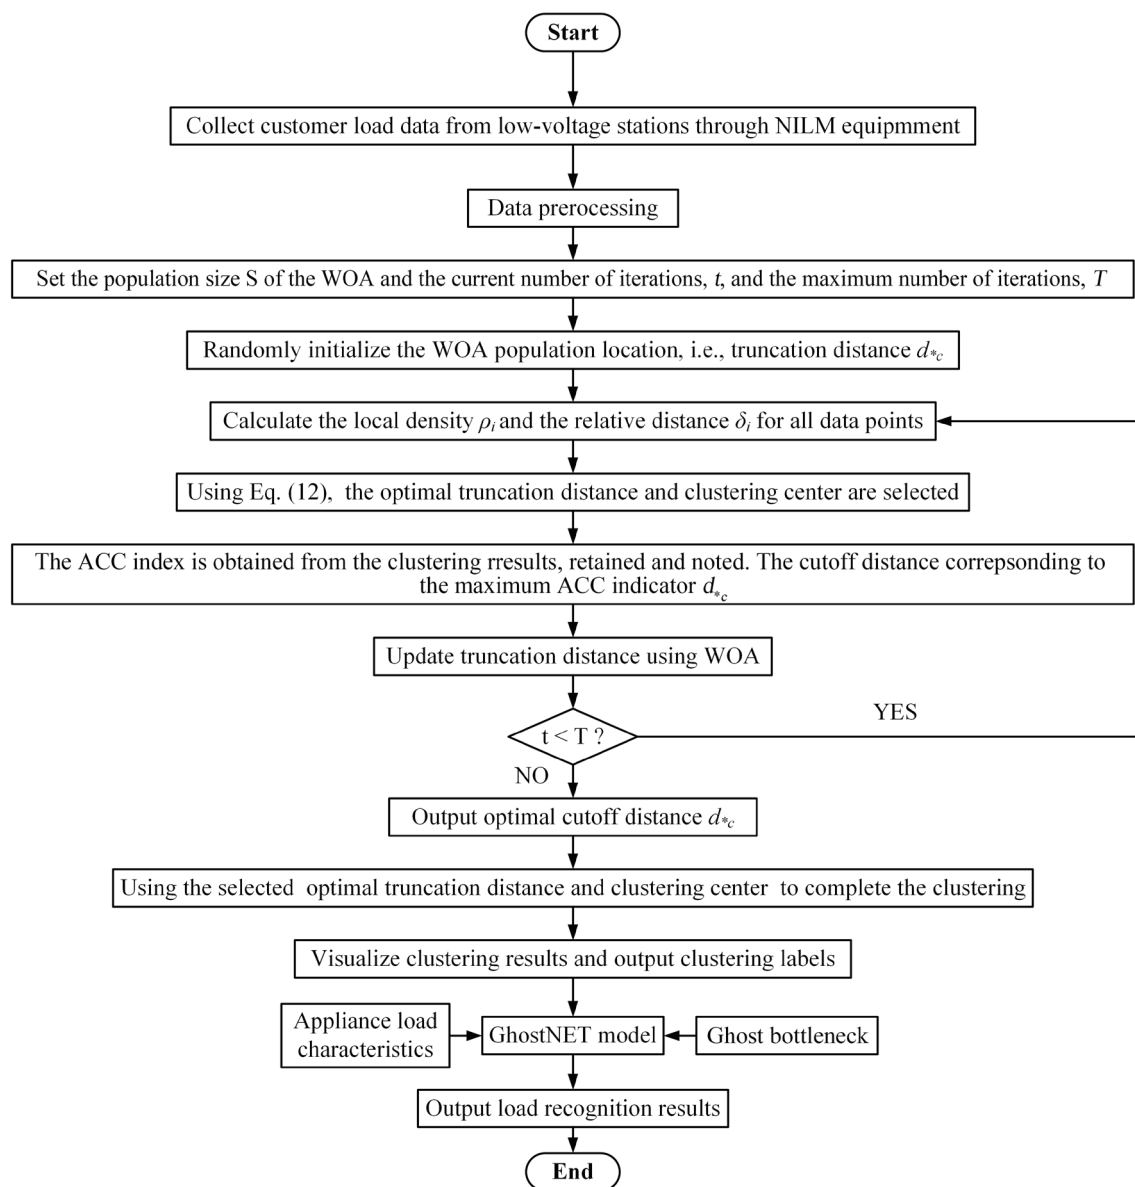 Start
Collect customer load data from low-voltage stations through NILM equipmment
Data prerocessing
Set the population size S of the WOA and the current number of iterations, t, and the maximum number of iterations, T
Randomly initialize the WOA population location, i.e., truncation distance d*c
Calculate the local density ρi and the relative distance δi for all data points
Using Eq. (12), the optimal truncation distance and clustering center are selected
The ACC index is obtained from the clustering rresults, retained and noted. The cutoff distance correpsonding to
the maximum ACC indicator d*c
Update truncation distance using WOA
t < T ?
YES
NO
Output optimal cutoff distance d*c
Using the selected optimal truncation distance and clustering center to complete the clustering
Visualize clustering results and output clustering labels
Appliance load
characteristics
GhostNET model
Ghost bottleneck
Output load recognition results
End